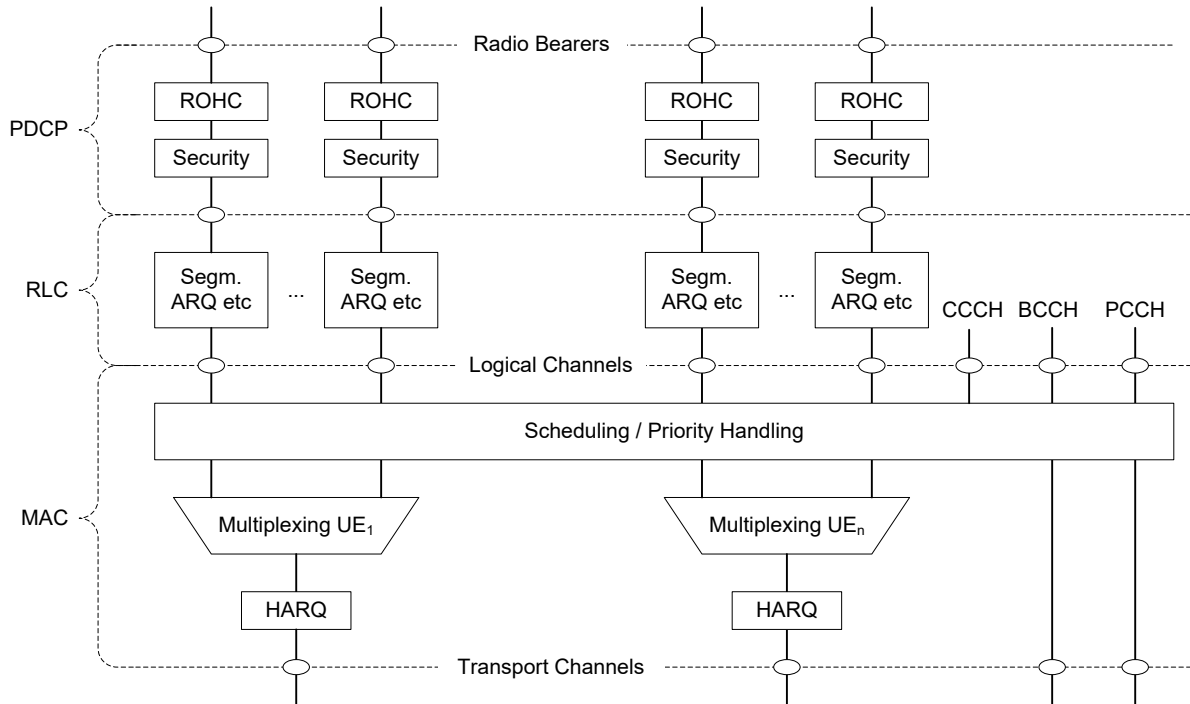 Radio Bearers
ROHC ROHC ROHC ROHC
PDCP
Security Security Security Security
Segm. Segm. Segm. Segm.
RLC ... ...
ARQ etc ARQ etc ARQ etc ARQ etc
CCCH BCCH PCCH
Logical Channels
Scheduling / Priority Handling
MAC
Multiplexing UE1 Multiplexing UEn
HARQ HARQ
Transport Channels